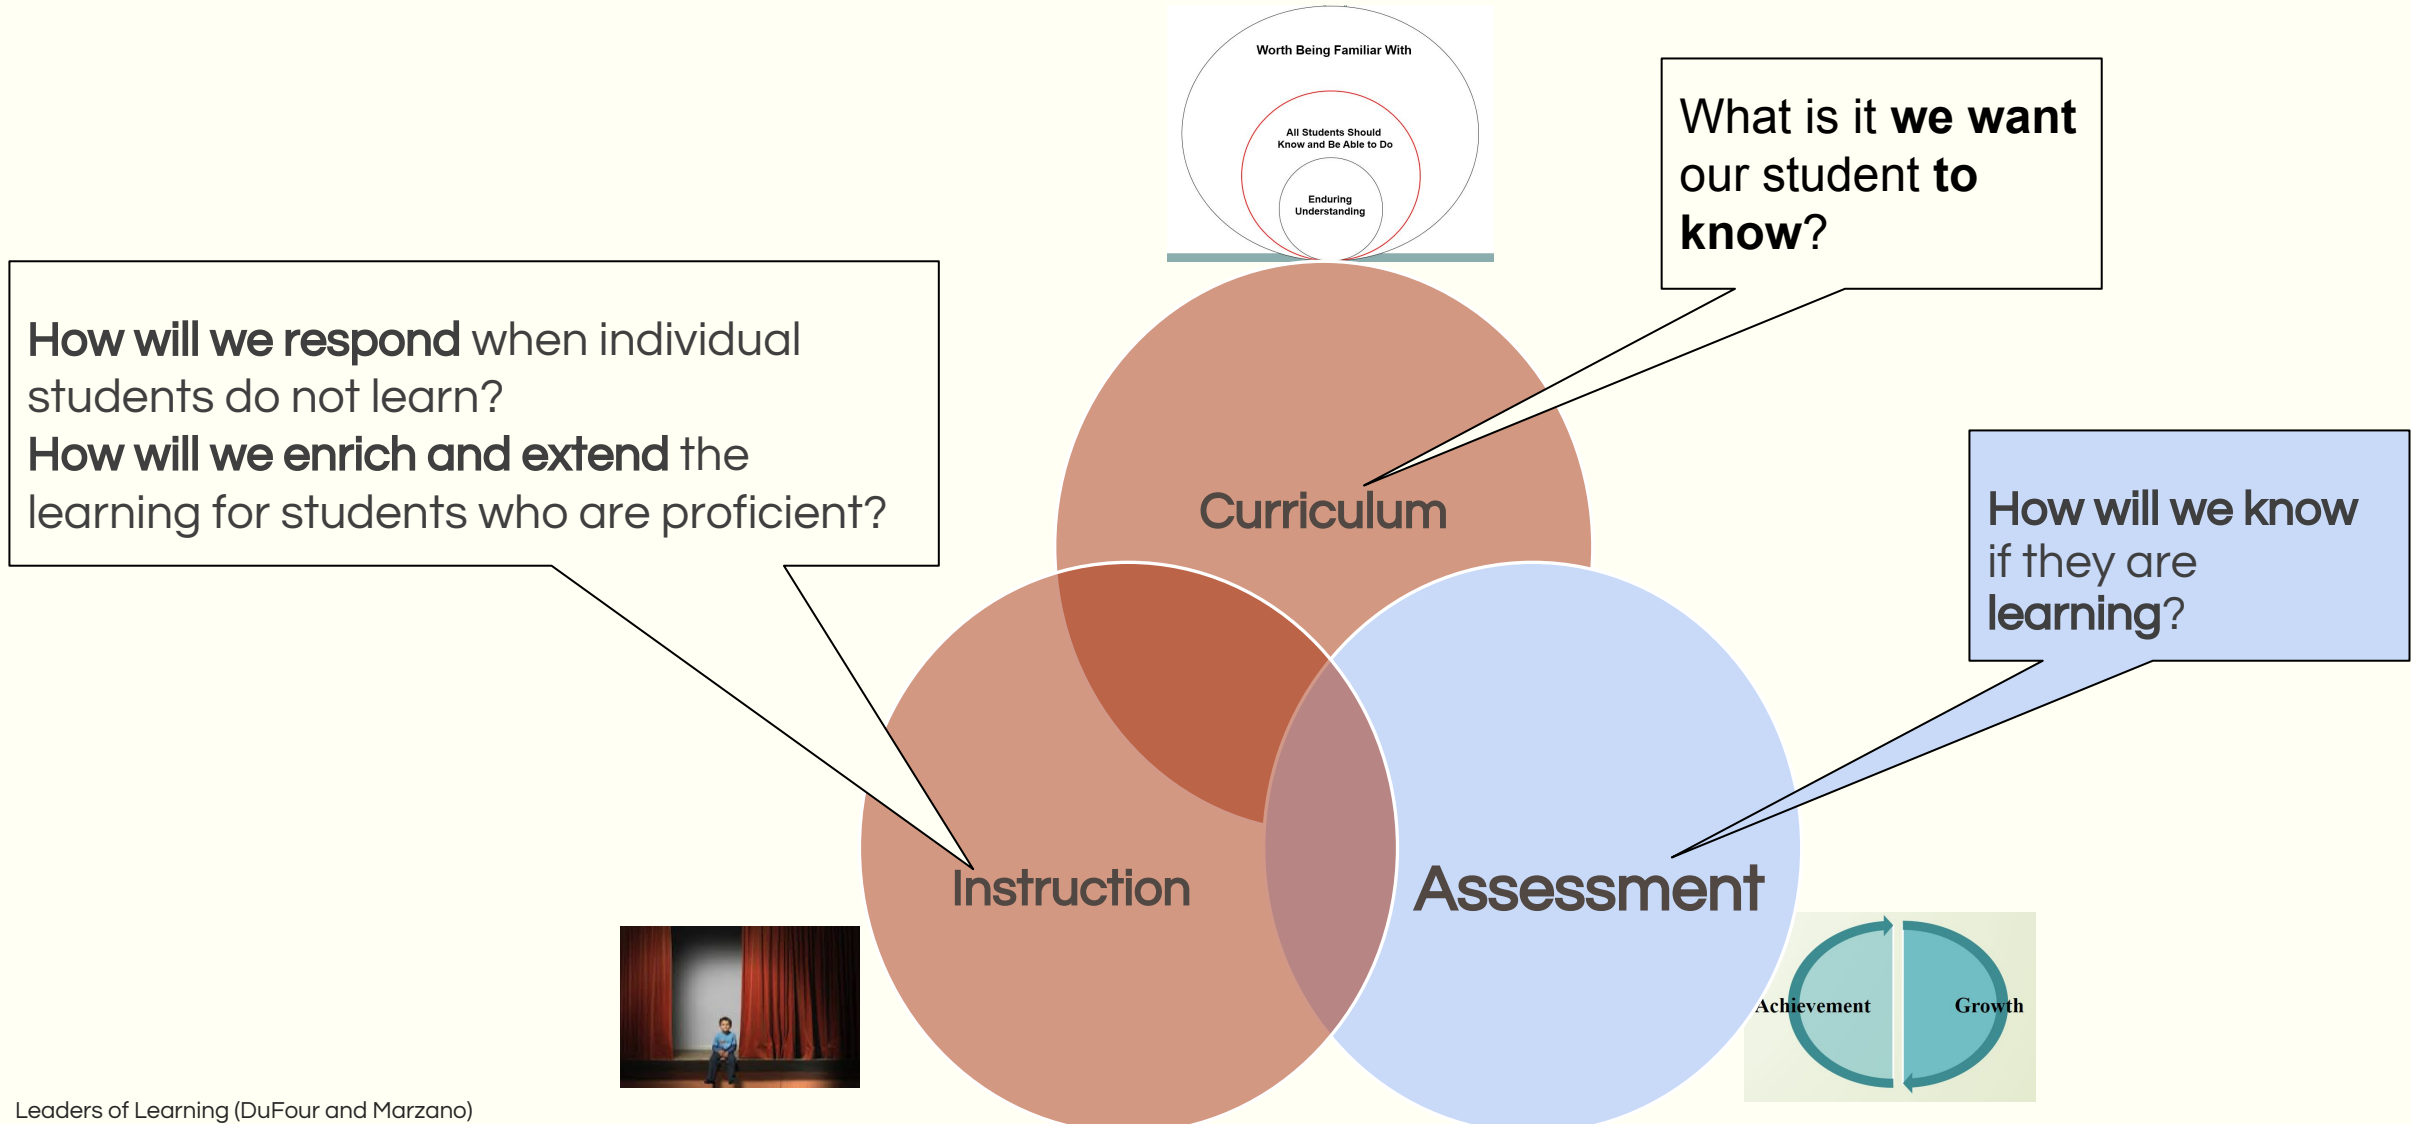 Worth Being Familiar With
All Students Should
Know and Be Able to Do
Enduring
Understanding
What is it we want
our student to
know?
How will we respond when individual
students do not learn?
How will we enrich and extend the
learning for students who are proficient?
Curriculum
How will we know
if they are
learning?
Instruction
Assessment
Achievement
Growth
Leaders of Learning (DuFour and Marzano)